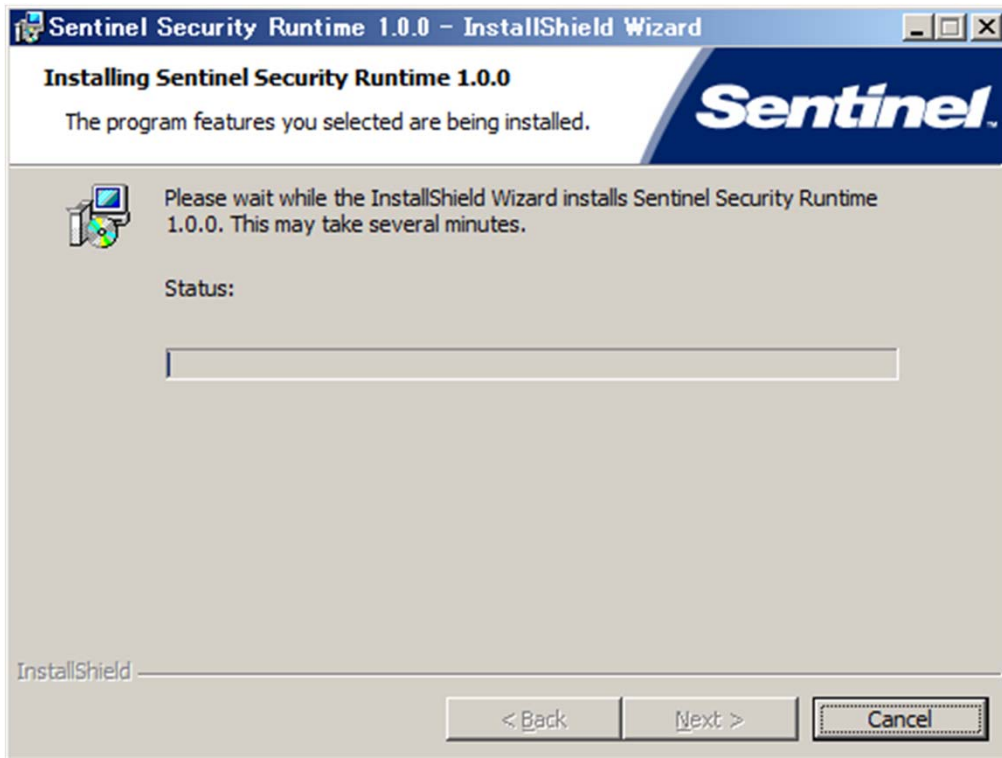 Sentinel Security Runtime 1.0.0 - InstallShield Wizard
Installing Sentinel Security Runtime 1.0.0
The program features you selected are being installed.
Sentinel™
Please wait while the InstallShield Wizard installs Sentinel Security Runtime
1.0.0. This may take several minutes.
Status:
InstallShield
< Back
Next >
Cancel